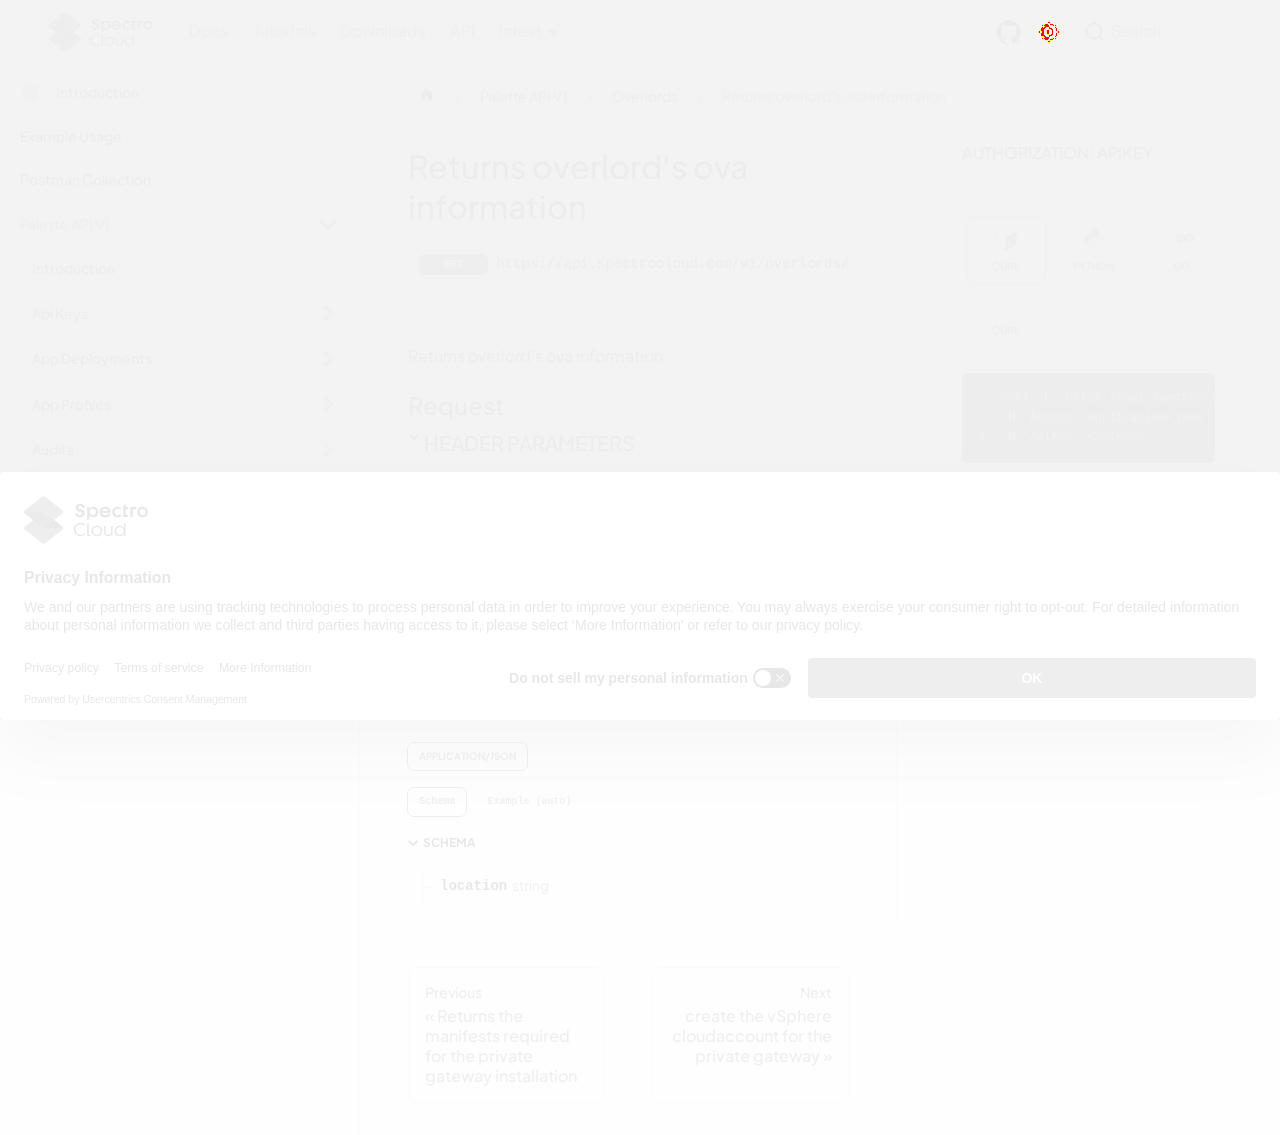 Spectro Cloud
Docs Tutorials Downloads API latest
Search
Introduction
Palette API V1
Overlords
Returns overlord's ova information
Example Usage
Postman Collection
Palette API V1
Introduction
Api Keys
App Deployments
App Profiles
Audits
Returns overlord's ova
information
GET https://api.spectrocloud.com/v1/overlords/
Returns overlord's ova information
Request
HEADER PARAMETERS
AUTHORIZATION: APIKEY
CURL
PYTHON
GO
GO
CURL
Spectro
Cloud
Privacy Information
We and our partners are using tracking technologies to process personal data in order to improve your experience. You may always exercise your consumer right to opt-out. For detailed information
about personal information we collect and third parties having access to it, please select 'More Information' or refer to our privacy policy.
Privacy policy Terms of service More Information
Do not sell my personal information
OK
Powered by Usercentrics Consent Management
APPLICATION/JSON
Schema Example (auto)
SCHEMA
location string
Previous
« Returns the
manifests required
for the private
gateway installation
Next
create the vSphere
cloudaccount for the
private gateway »